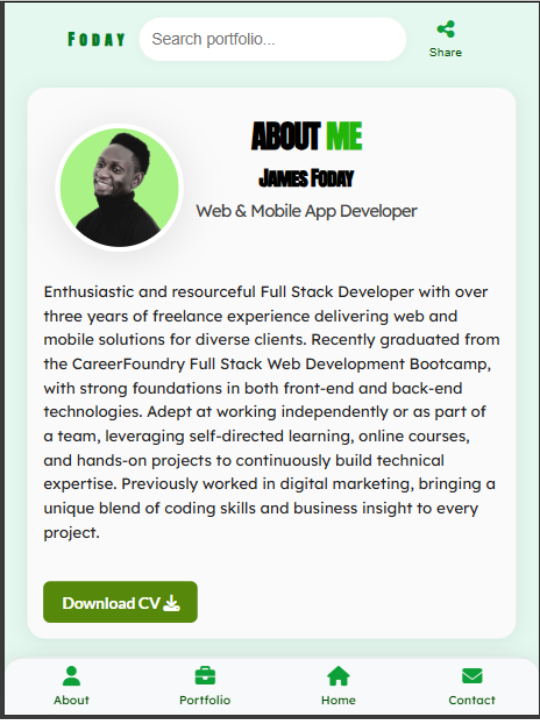 FODAY
Search portfolio...
Share
ABOUT ME
JAMES FODAY
Web & Mobile App Developer
Enthusiastic and resourceful Full Stack Developer with over
three years of freelance experience delivering web and
mobile solutions for diverse clients. Recently graduated from
the CareerFoundry Full Stack Web Development Bootcamp,
with strong foundations in both front-end and back-end
technologies. Adept at working independently or as part of
a team, leveraging self-directed learning, online courses,
and hands-on projects to continuously build technical
expertise. Previously worked in digital marketing, bringing a
unique blend of coding skills and business insight to every
project.
Download CV
About
Portfolio
Home
Contact